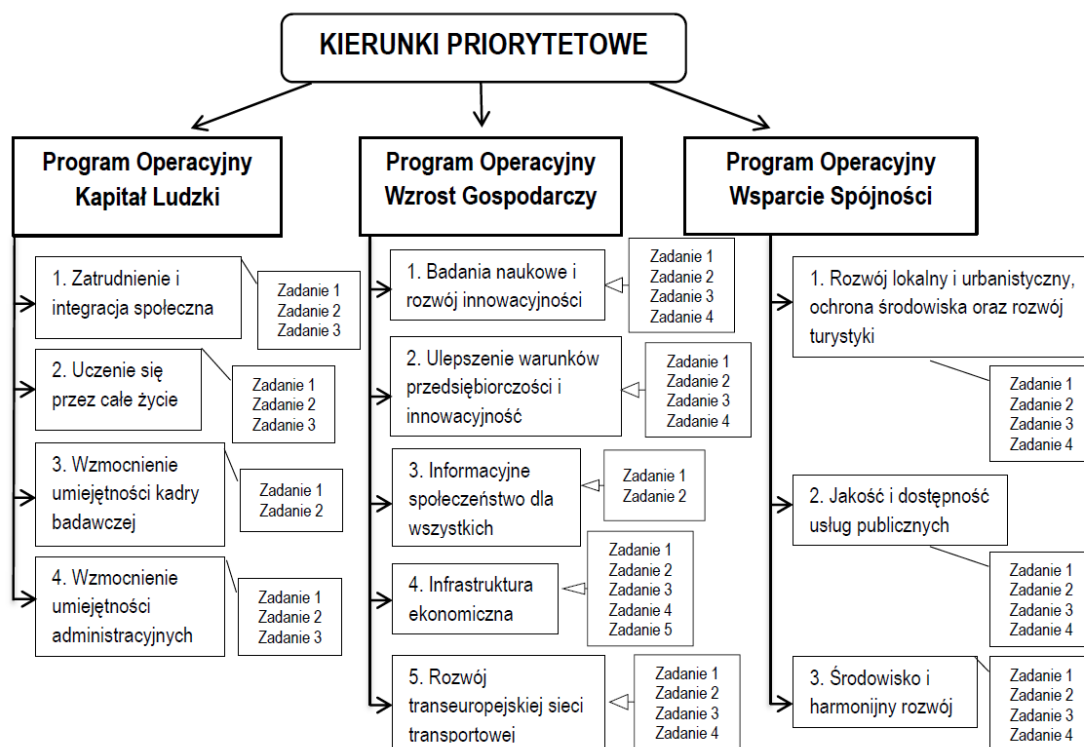 KIERUNKI PRIORYTETOWE
Program Operacyjny
Kapitał Ludzki
1. Zatrudnienie i
integracja społeczna
Zadanie 1
Zadanie 2
Zadanie 3
2. Uczenie się
przez całe życie
Zadanie 1
Zadanie 2
Zadanie 3
3. Wzmocnienie
umiejętności kadry
badawczej
Zadanie 1
Zadanie 2
4. Wzmocnienie
umiejętności
administracyjnych
Zadanie 1
Zadanie 2
Zadanie 3
Program Operacyjny
Wzrost Gospodarczy
1. Badania naukowe i
rozwój innowacyjności
Zadanie 1
Zadanie 2
Zadanie 3
Zadanie 4
2. Ulepszenie warunków
przedsiębiorczości i
innowacyjność
Zadanie 1
Zadanie 2
Zadanie 3
Zadanie 4
3. Informacyjne
społeczeństwo dla
wszystkich
Zadanie 1
Zadanie 2
4. Infrastruktura
ekonomiczna
Zadanie 1
Zadanie 2
Zadanie 3
Zadanie 4
Zadanie 5
5. Rozwój
transeuropejskiej sieci
transportowej
Zadanie 1
Zadanie 2
Zadanie 3
Zadanie 4
Program Operacyjny
Wsparcie Spójności
1. Rozwój lokalny i urbanistyczny,
ochrona środowiska oraz rozwój
turystyki
Zadanie 1
Zadanie 2
Zadanie 3
Zadanie 4
2. Jakość i dostępność
usług publicznych
Zadanie 1
Zadanie 2
Zadanie 3
Zadanie 4
3. Środowisko i
harmonijny rozwój
Zadanie 1
Zadanie 2
Zadanie 3
Zadanie 4